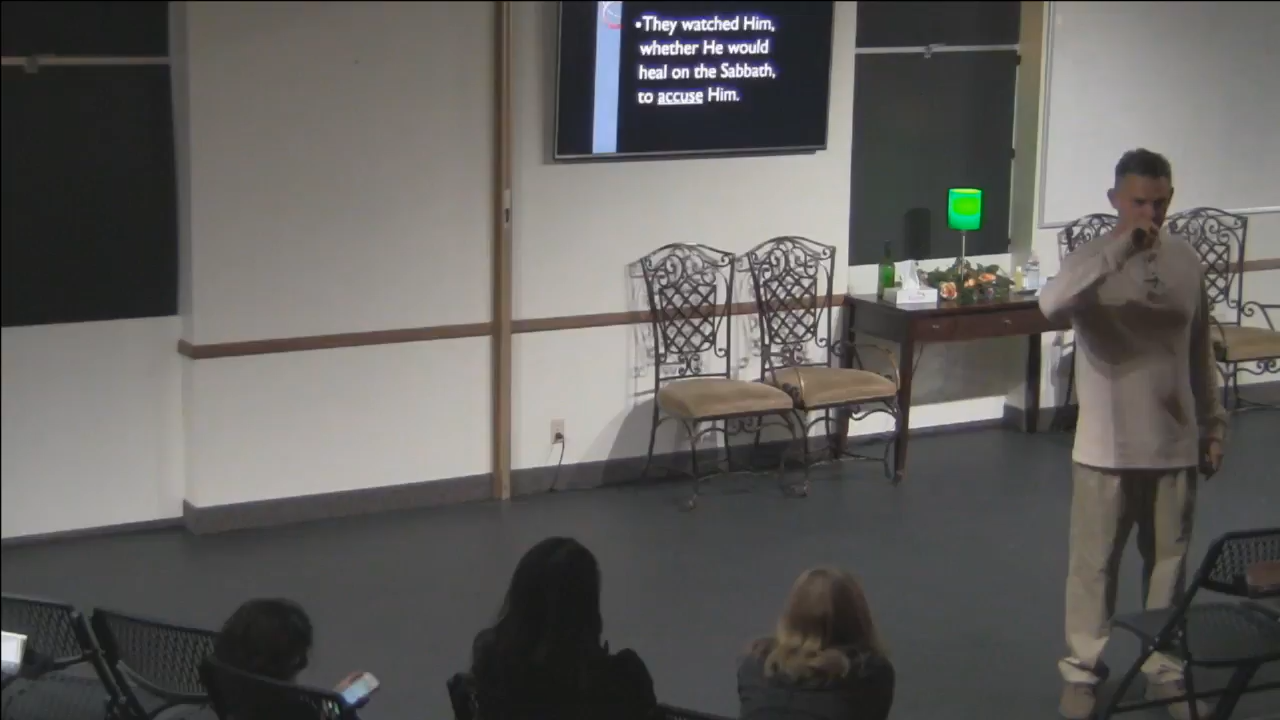 •They watched Him,
whether He would
heal on the Sabbath,
to accuse Him.